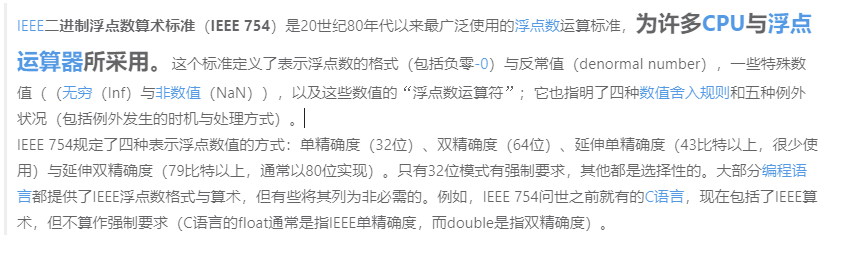 IEEE二进制浮点数算术标准（IEEE 754）是20世纪80年代以来最广泛使用的浮点数运算标准，为许多CPU与浮点
运算器所采用。这个标准定义了表示浮点数的格式（包括负零-0）与反常值（denormal number），一些特殊数
值（（无穷（Inf）与非数值（NaN）），以及这些数值的“浮点数运算符”；它也指明了四种数值舍入规则和五种例外
状况（包括例外发生的时机与处理方式）。
IEEE 754规定了四种表示浮点数值的方式：单精确度（32位）、双精确度（64位）、延伸单精确度（43比特以上，很少使
用）与延伸双精确度（79比特以上，通常以80位实现）。只有32位模式有强制要求，其他都是选择性的。大部分编程语
言都提供了IEEE浮点数格式与算术，但有些将其列为非必需的。例如，IEEE 754问世之前就有的C语言，现在包括了IEEE算
术，但不算作强制要求（C语言的float通常是指IEEE单精确度，而double是指双精确度）。